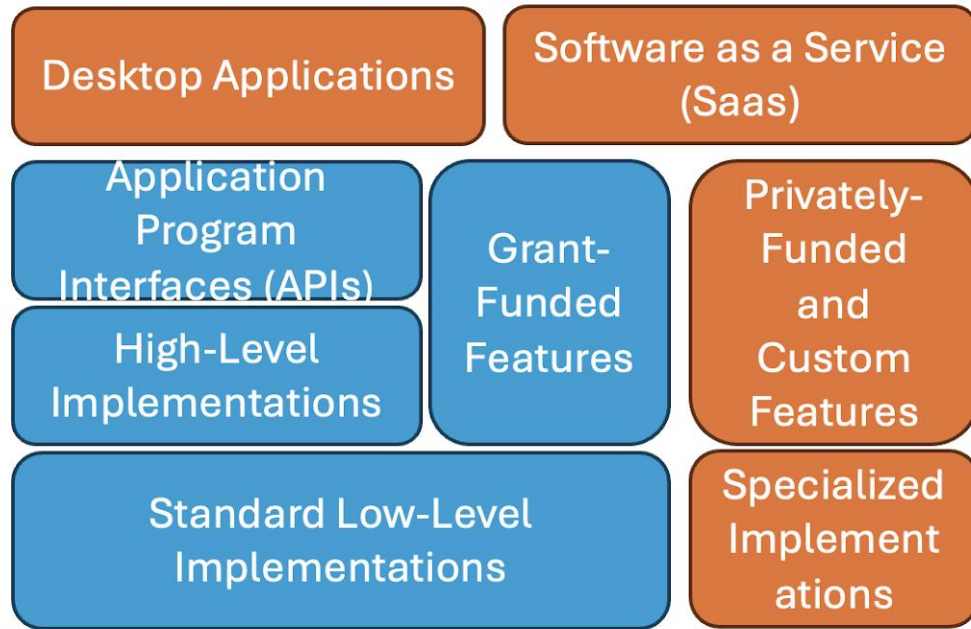 Desktop Applications
Software as a Service
(Saas)
Application
Program
Interfaces (APIs)
Grant-
Funded
Features
Privately-
Funded
and
Custom
Features
High-Level
Implementations
Standard Low-Level
Implementations
Specialized
Implement
ations